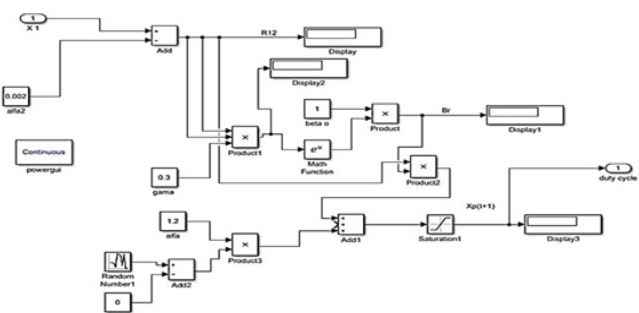 1
X 1
Add
R12
Display
0.002
alfa2
Display2
1
beta o
Product
Br
Display1
Continuous
powergui
Product1
e^u
Math
Function
Product2
0.3
gama
1
duty cycle
1.2
alfa
Xp(i+1)
Add1
Saturation1
Display3
Product3
Random
Number1
Add2
0